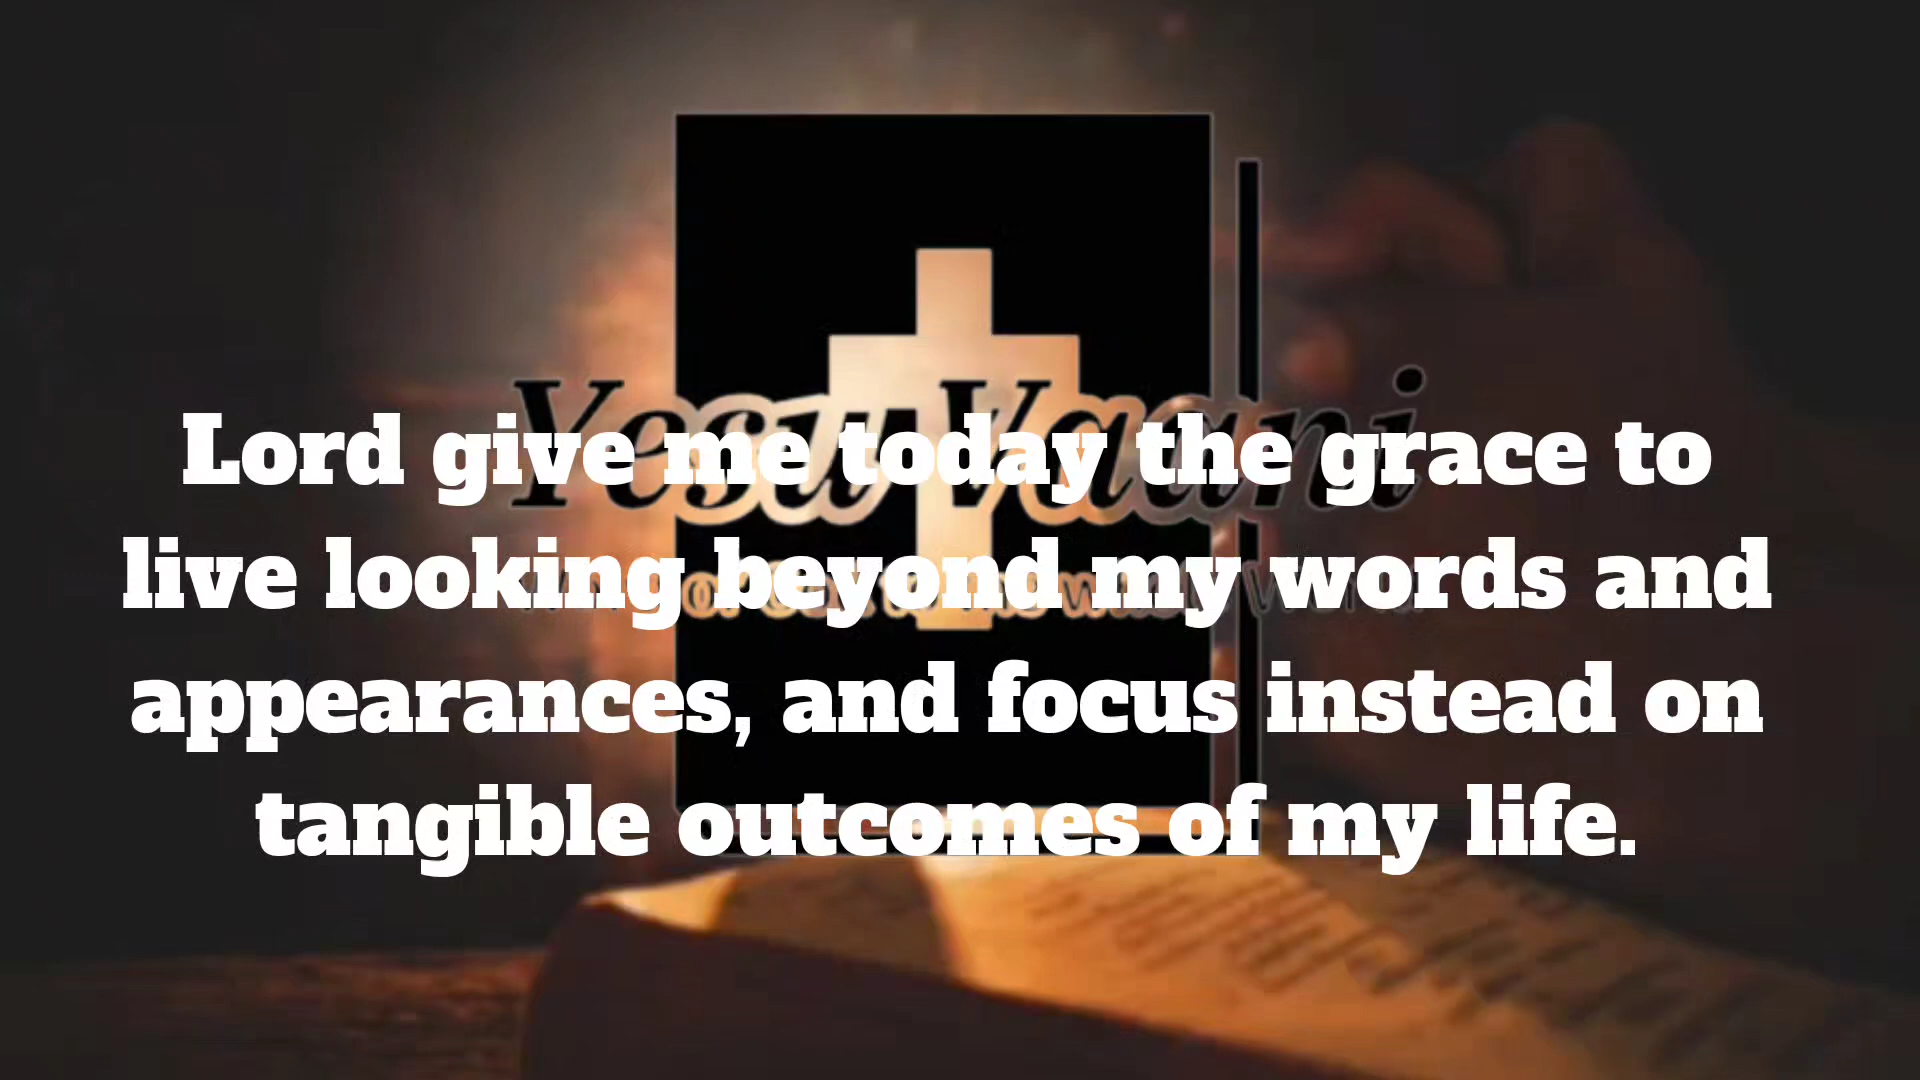 Yesu Vaani
Lord give me today the grace to
live looking beyond my words and
appearances, and focus instead on
tangible outcomes of my life.